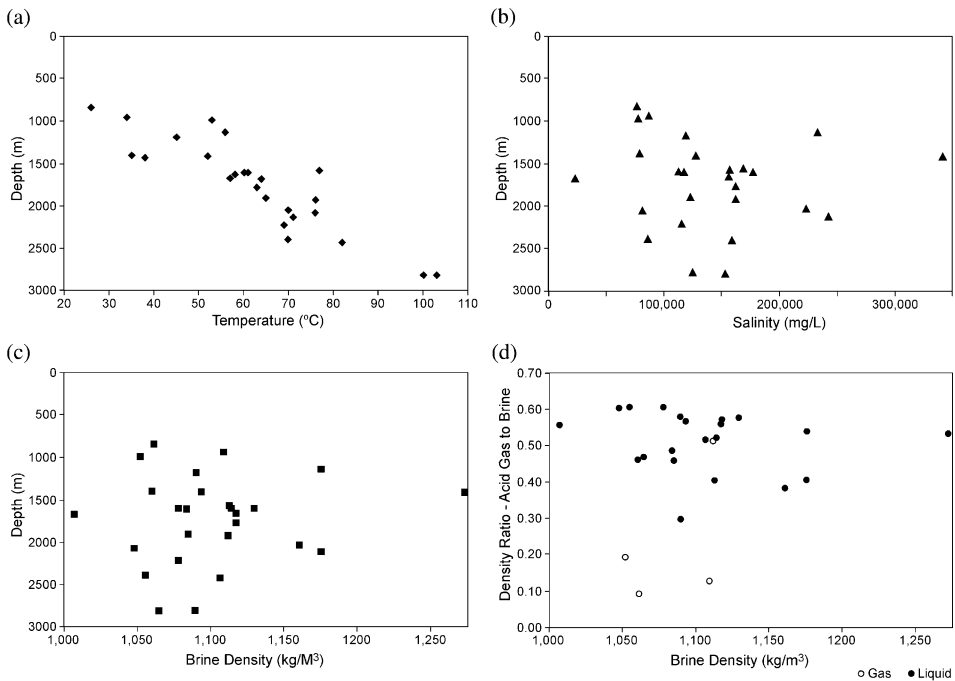 (a)
0
500
1000
1500
2000
2500
3000
Depth (m)
20 30 40 50 60 70 80 90 100 110
Temperature (ºC)
(b)
0
500
1000
1500
2000
2500
3000
Depth (m)
0 100,000 200,000 300,000
Salinity (mg/L)
(c)
0
500
1000
1500
2000
2500
3000
Depth (m)
1,000 1,050 1,100 1,150 1200 1,250
Brine Density (kg/M³)
(d)
0.70
0.60
0.50
0.40
0.30
0.20
0.10
0.00
Density Ratio - Acid Gas to Brine
1,000 1,050 1,100 1,150 1200 1,250
Brine Density (kg/m³)
Gas Liquid